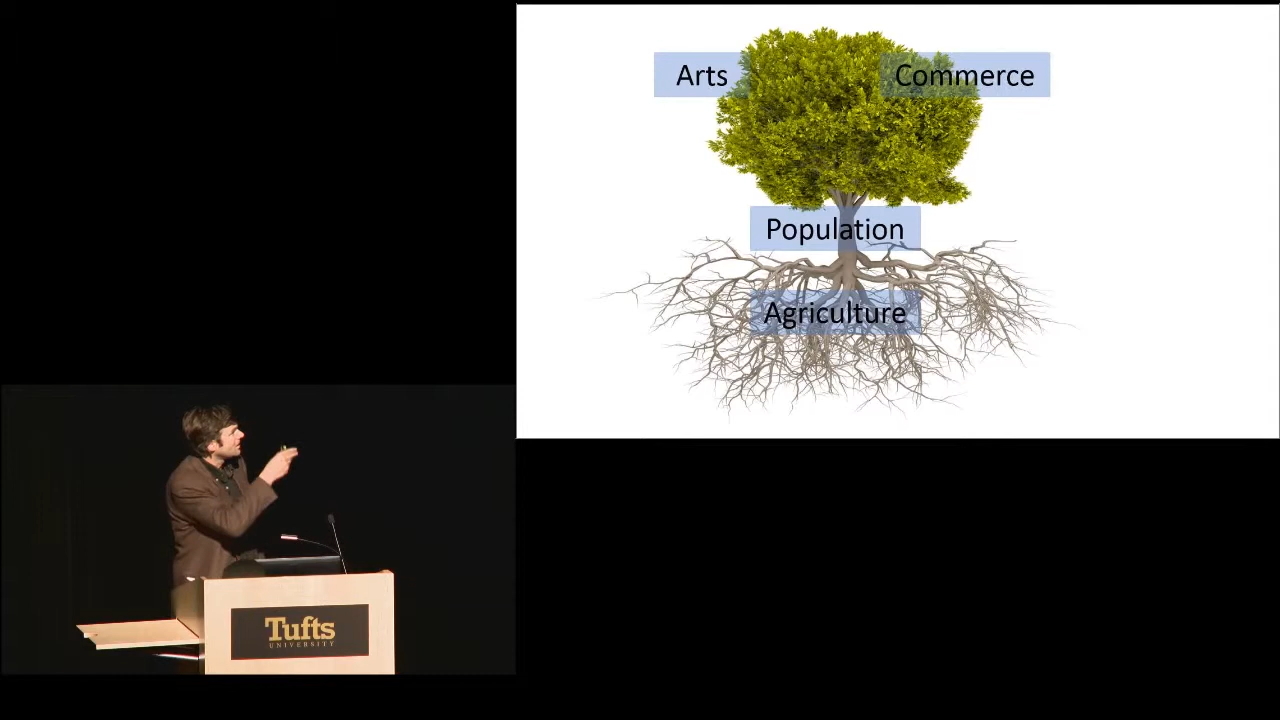 Arts
Commerce
Population
Agriculture
Tufts
UNIVERSITY